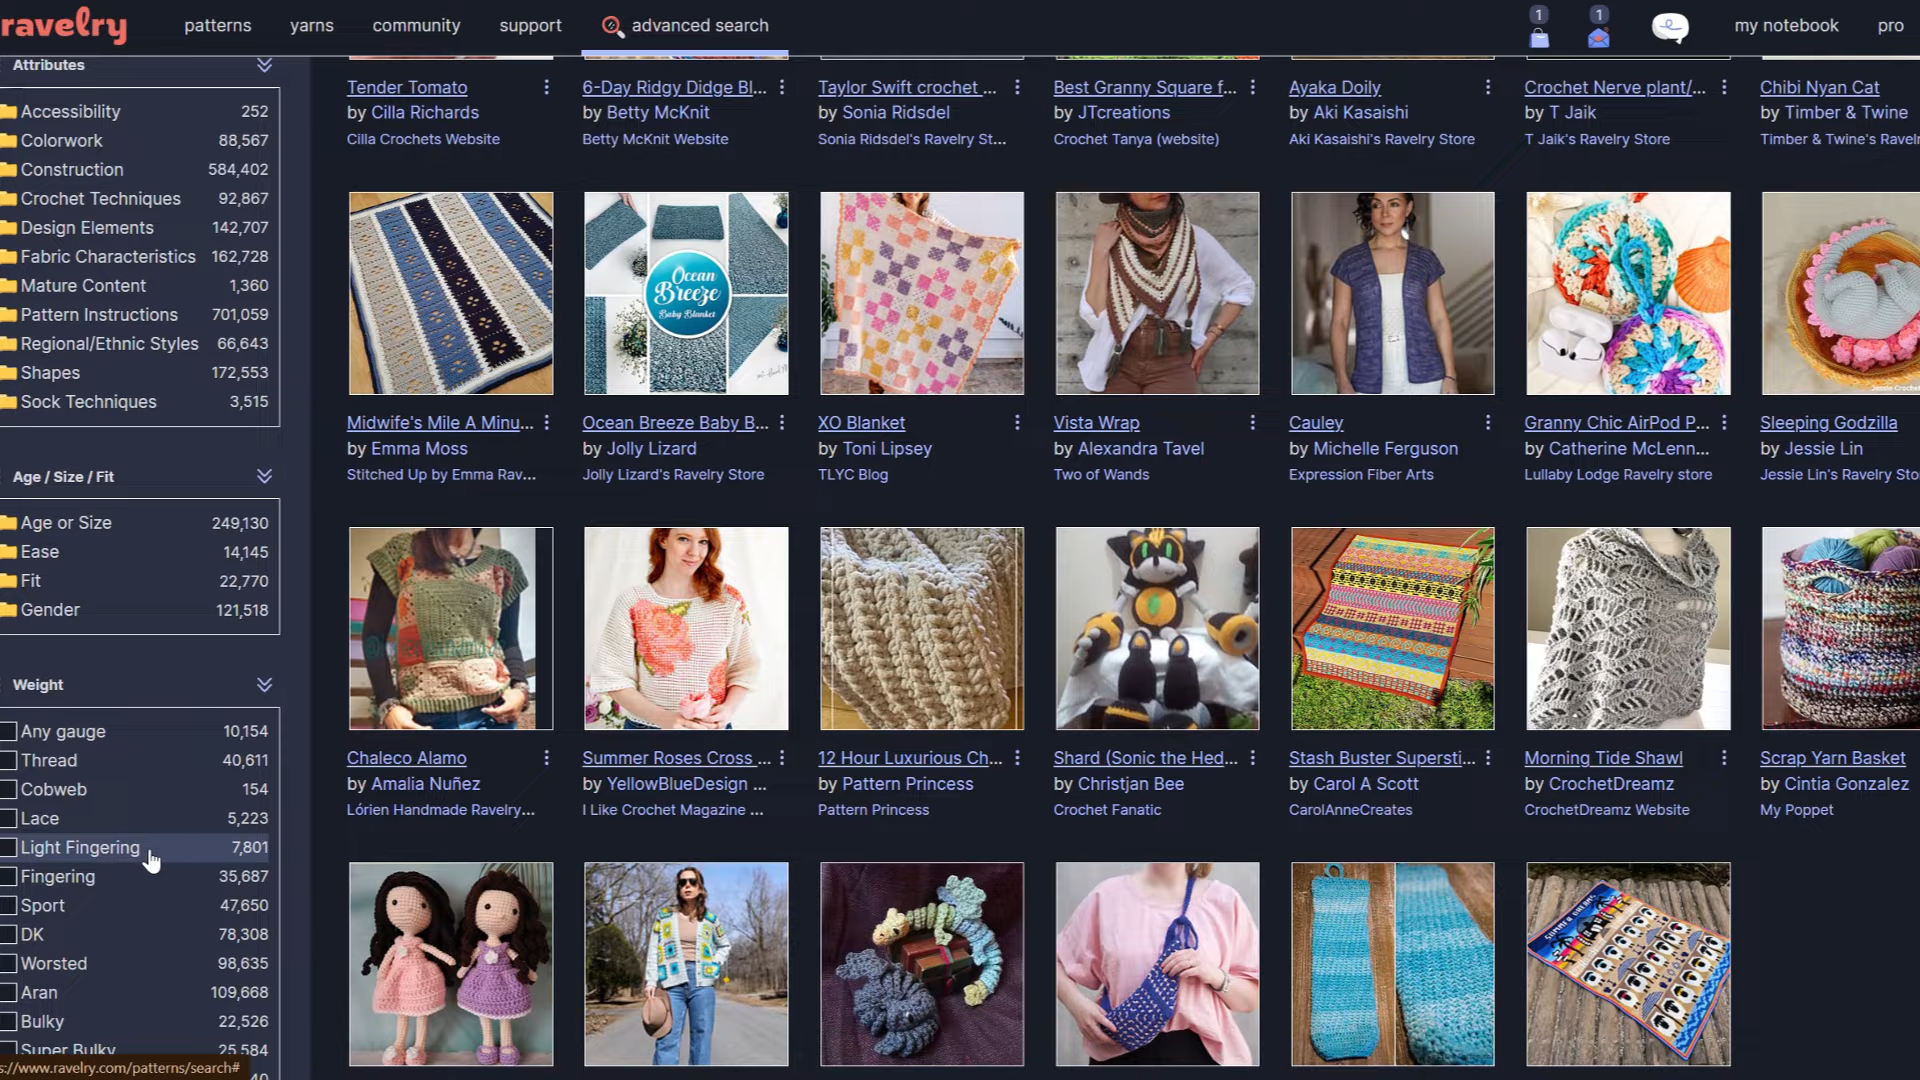 ravelry
patterns
yarns
community
support
advanced search
1
1
my notebook
pro
Attributes
Accessibility 252
Colorwork 88,567
Construction 584,402
Crochet Techniques 92,867
Design Elements 142,707
Fabric Characteristics 162,728
Mature Content 1,360
Pattern Instructions 701,059
Regional/Ethnic Styles 66,643
Shapes 172,553
Sock Techniques 3,515
Age / Size / Fit
Age or Size 249,130
Ease 14,145
Fit 22,770
Gender 121,518
Weight
Any gauge 10,154
Thread 40,611
Cobweb 154
Lace 5,223
Light Fingering 7,801
Fingering 35,687
Sport 47,650
DK 78,308
Worsted 98,635
Aran 109,668
Bulky 22,526
Super Bulky 25,584
s://www.ravelry.com/patterns/search#
Tender Tomato
by Cilla Richards
Cilla Crochets Website
6-Day Ridgy Didge Bl...
by Betty McKnit
Betty McKnit Website
Taylor Swift crochet ...
by Sonia Ridsdel
Sonia Ridsdel's Ravelry St...
Best Granny Square f...
by JTcreations
Crochet Tanya (website)
Ayaka Doily
by Aki Kasaishi
Aki Kasaishi's Ravelry Store
Crochet Nerve plant/...
by T Jaik
T Jaik's Ravelry Store
Chibi Nyan Cat
by Timber & Twine
Timber & Twine's Ravelr
Ocean
Breeze
Baby Blanket
Midwife's Mile A Minu...
by Emma Moss
Stitched Up by Emma Rav...
Ocean Breeze Baby B...
by Jolly Lizard
Jolly Lizard's Ravelry Store
XO Blanket
by Toni Lipsey
TLYC Blog
Vista Wrap
by Alexandra Tavel
Two of Wands
Cauley
by Michelle Ferguson
Expression Fiber Arts
Granny Chic AirPod P...
by Catherine McLenn...
Lullaby Lodge Ravelry store
Jessie Croche
Sleeping Godzilla
by Jessie Lin
Jessie Lin's Ravelry Sto
Chaleco Alamo
by Amalia Nuñez
Lórien Handmade Ravelry...
Summer Roses Cross ...
by YellowBlueDesign ...
I Like Crochet Magazine ...
12 Hour Luxurious Ch...
by Pattern Princess
Pattern Princess
Shard (Sonic the Hed...
by Christjan Bee
Crochet Fanatic
Stash Buster Supersti...
by Carol A Scott
CarolAnneCreates
Morning Tide Shawl
by CrochetDreamz
CrochetDreamz Website
Scrap Yarn Basket
by Cintia Gonzalez
My Poppet